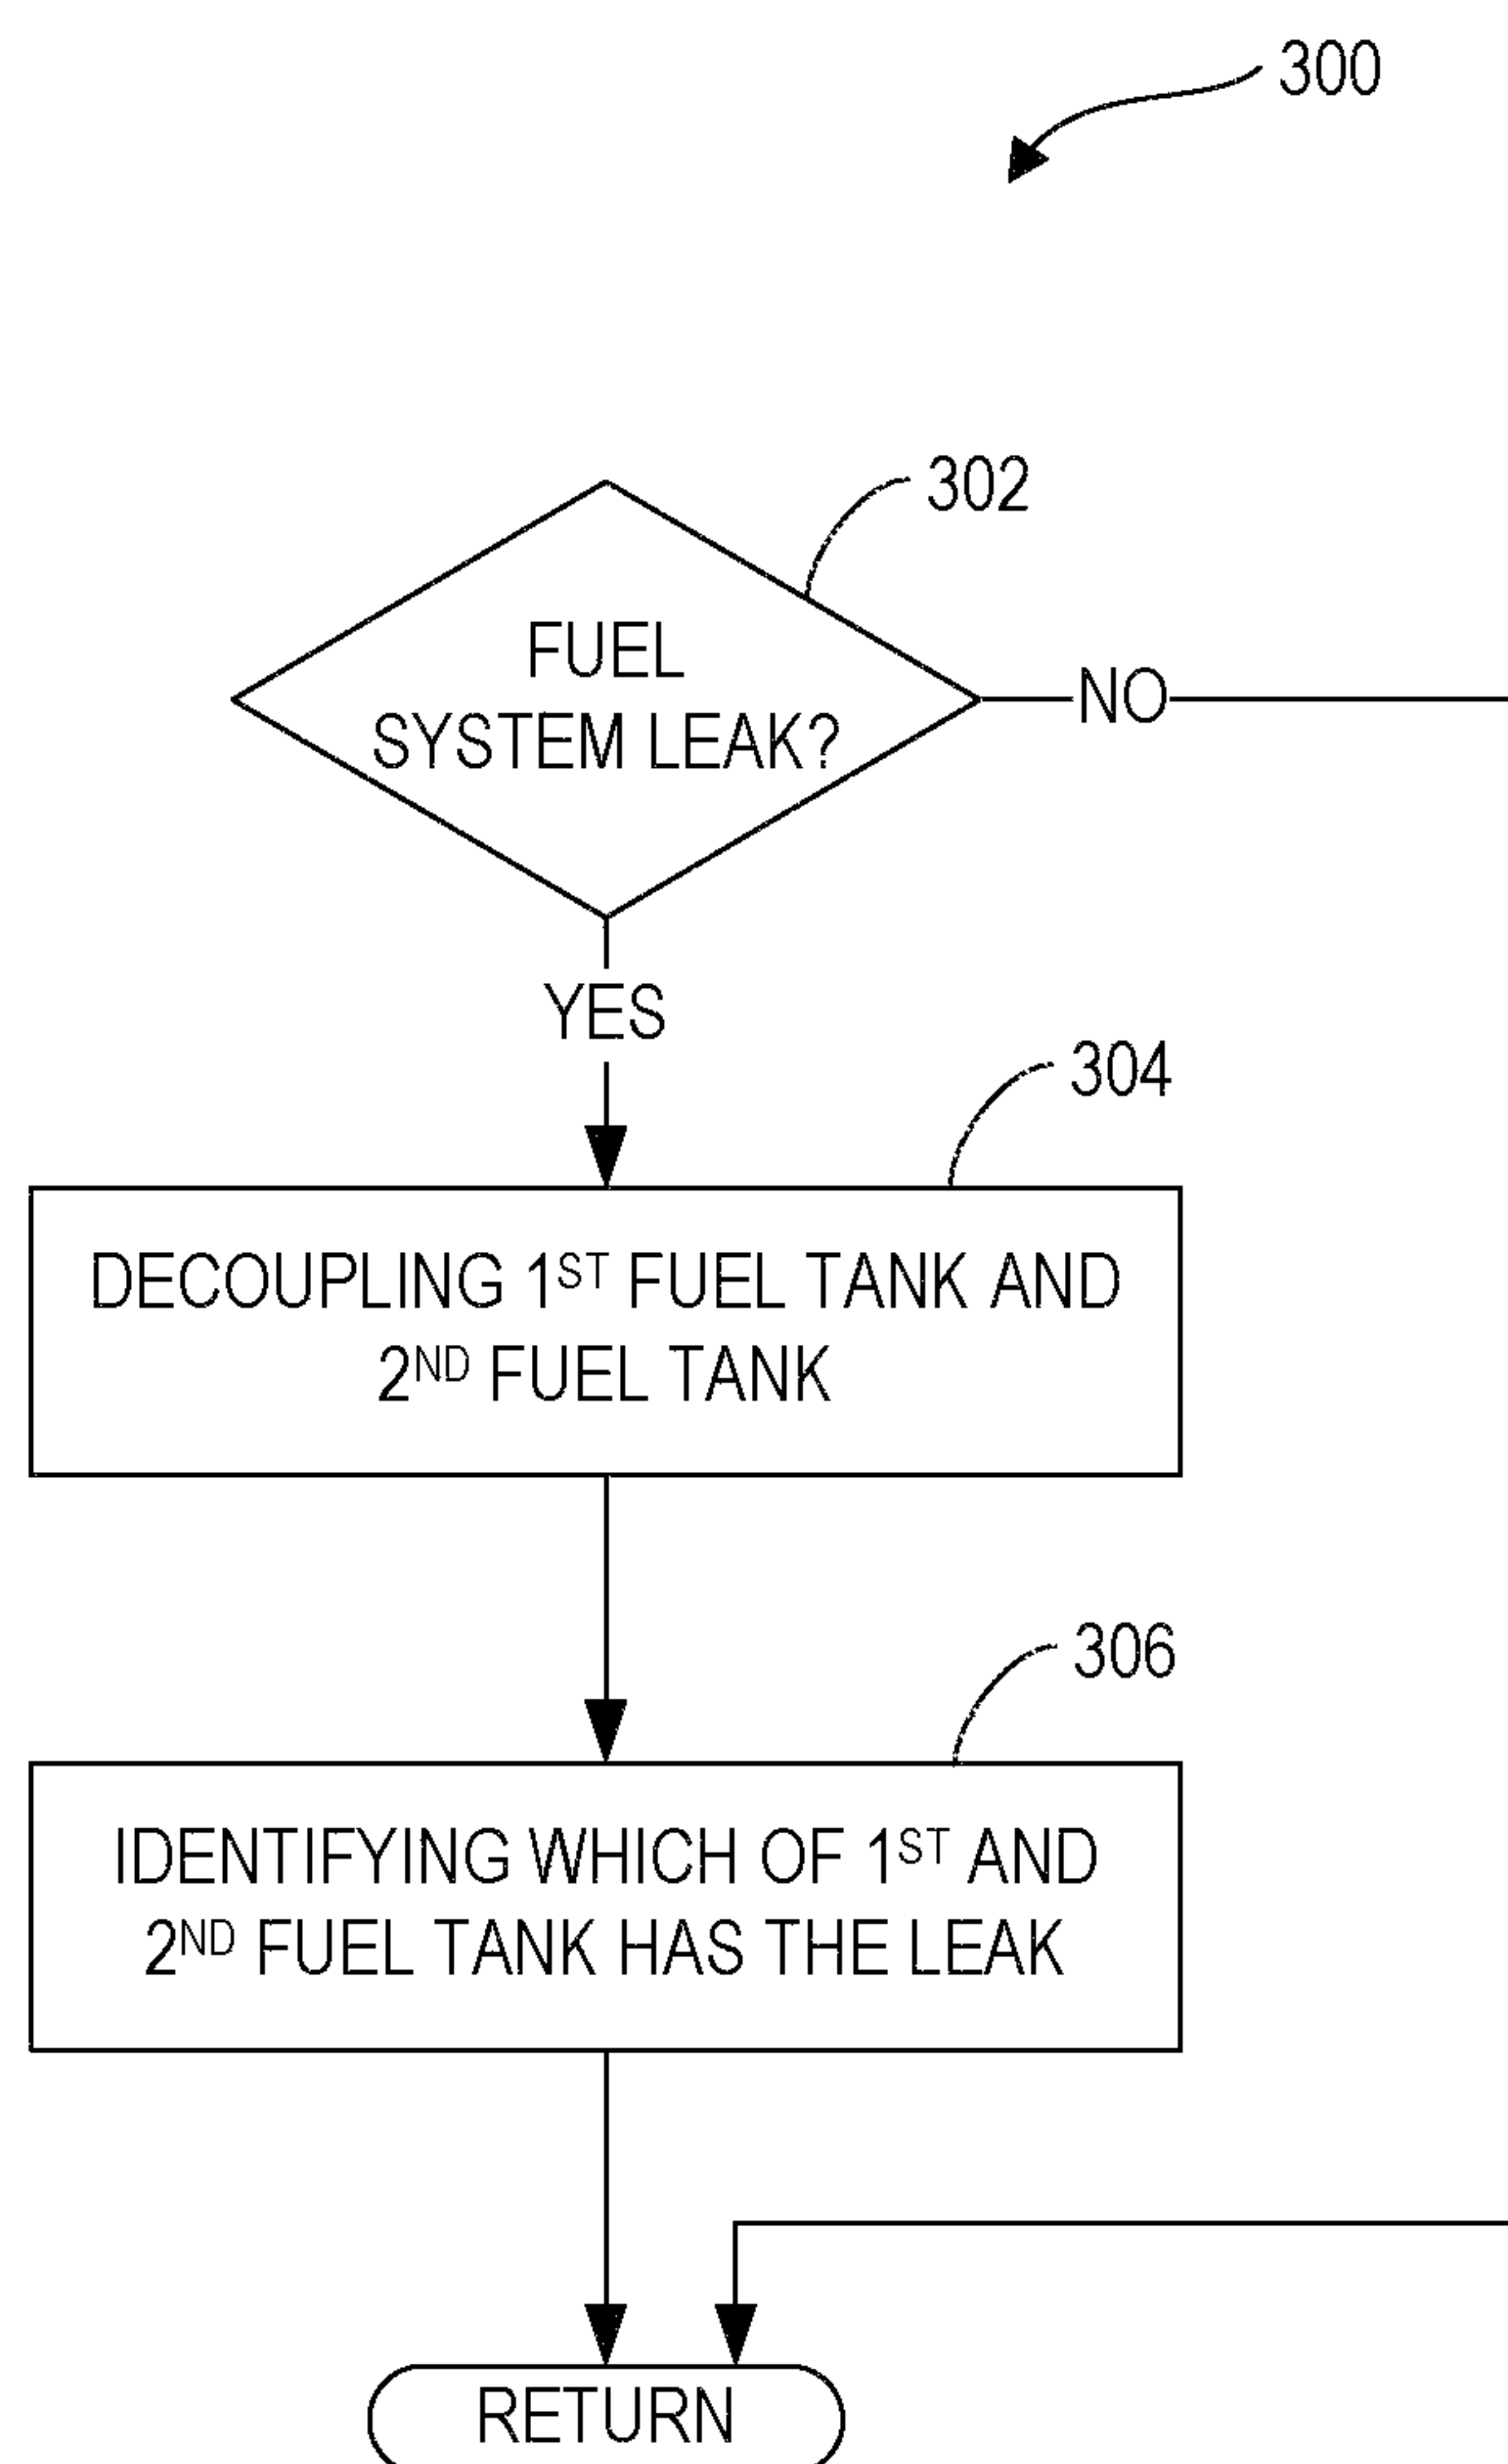 300
302
FUEL
SYSTEM LEAK?
NO
YES
304
DECOUPLING 1ST FUEL TANK AND
2ND FUEL TANK
306
IDENTIFYING WHICH OF 1ST AND
2ND FUEL TANK HAS THE LEAK
RETURN